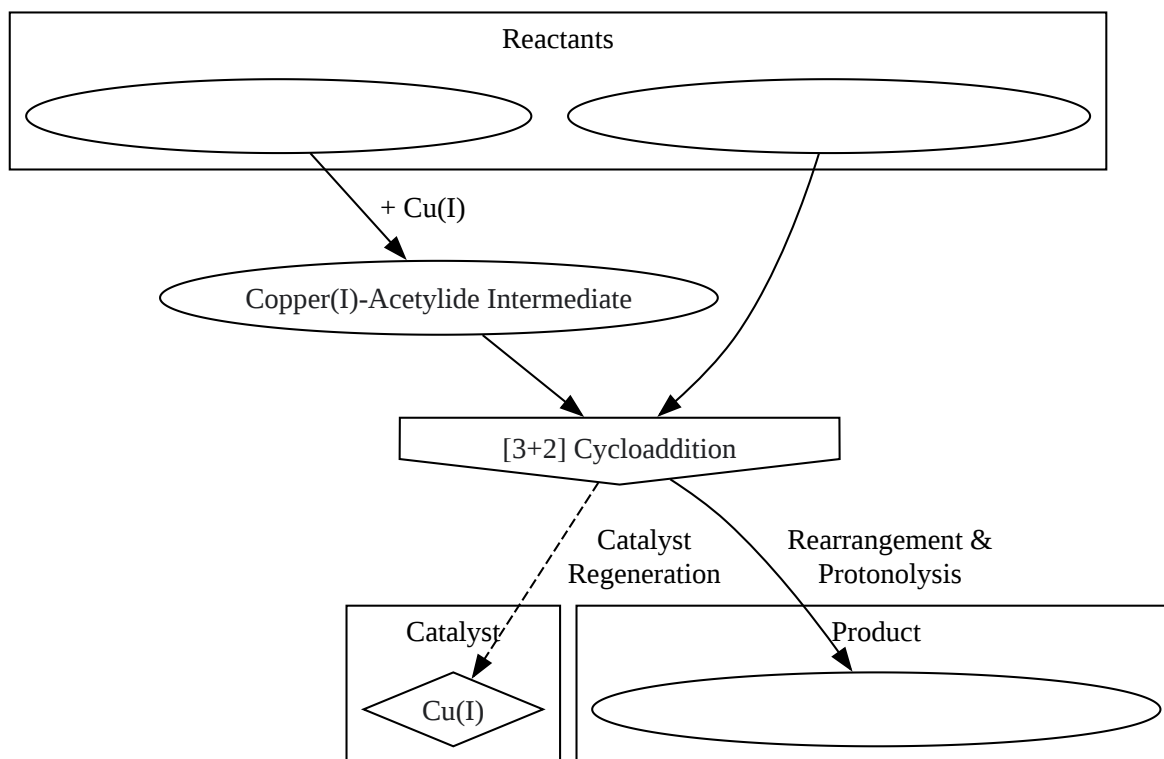 Reactants
+ Cu(I)
Copper(I)-Acetylide Intermediate
[3+2] Cycloaddition
Catalyst
Regeneration
Rearrangement &
Protonolysis
Catalyst
Product
Cu(I)